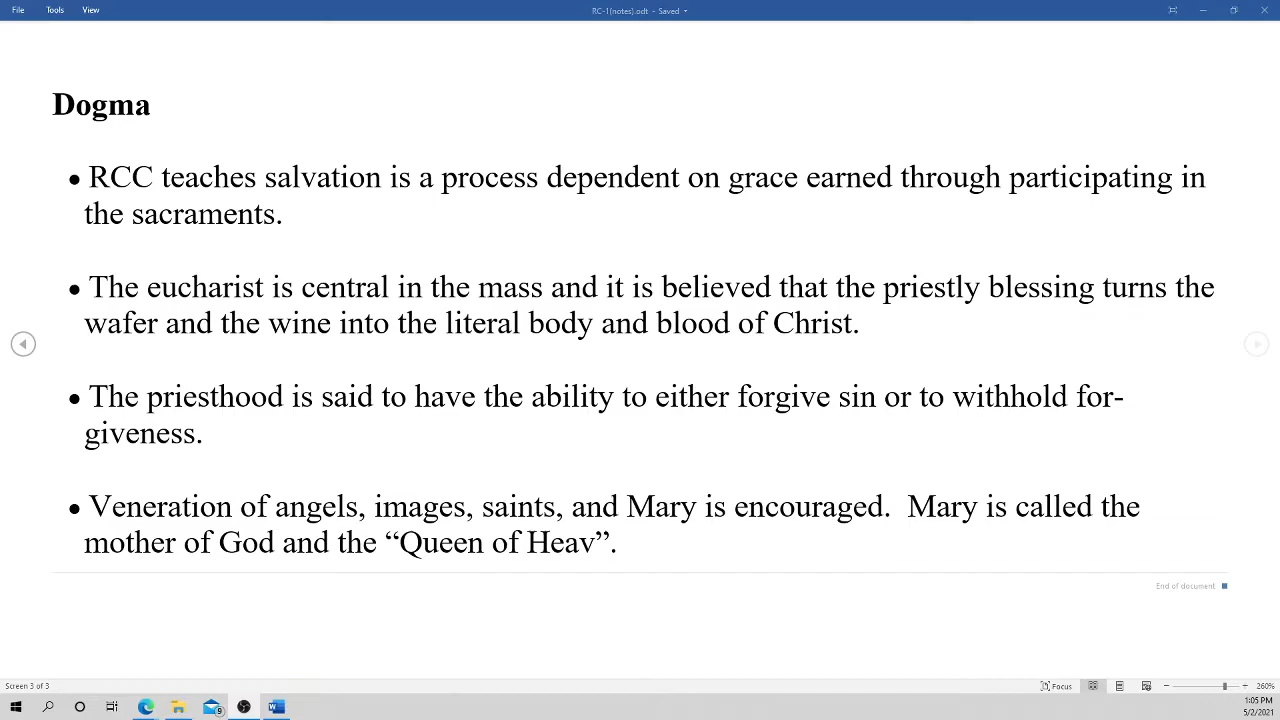 File Tools View RC-1(notes).odt - Saved
Dogma
• RCC teaches salvation is a process dependent on grace earned through participating in
the sacraments.
• The eucharist is central in the mass and it is believed that the priestly blessing turns the
wafer and the wine into the literal body and blood of Christ.
• The priesthood is said to have the ability to either forgive sin or to withhold for-
giveness.
• Veneration of angels, images, saints, and Mary is encouraged.  Mary is called the
mother of God and the “Queen of Heav”.
End of document
Screen 3 of 3 Focus 260%
9 1:05 PM
5/2/2021